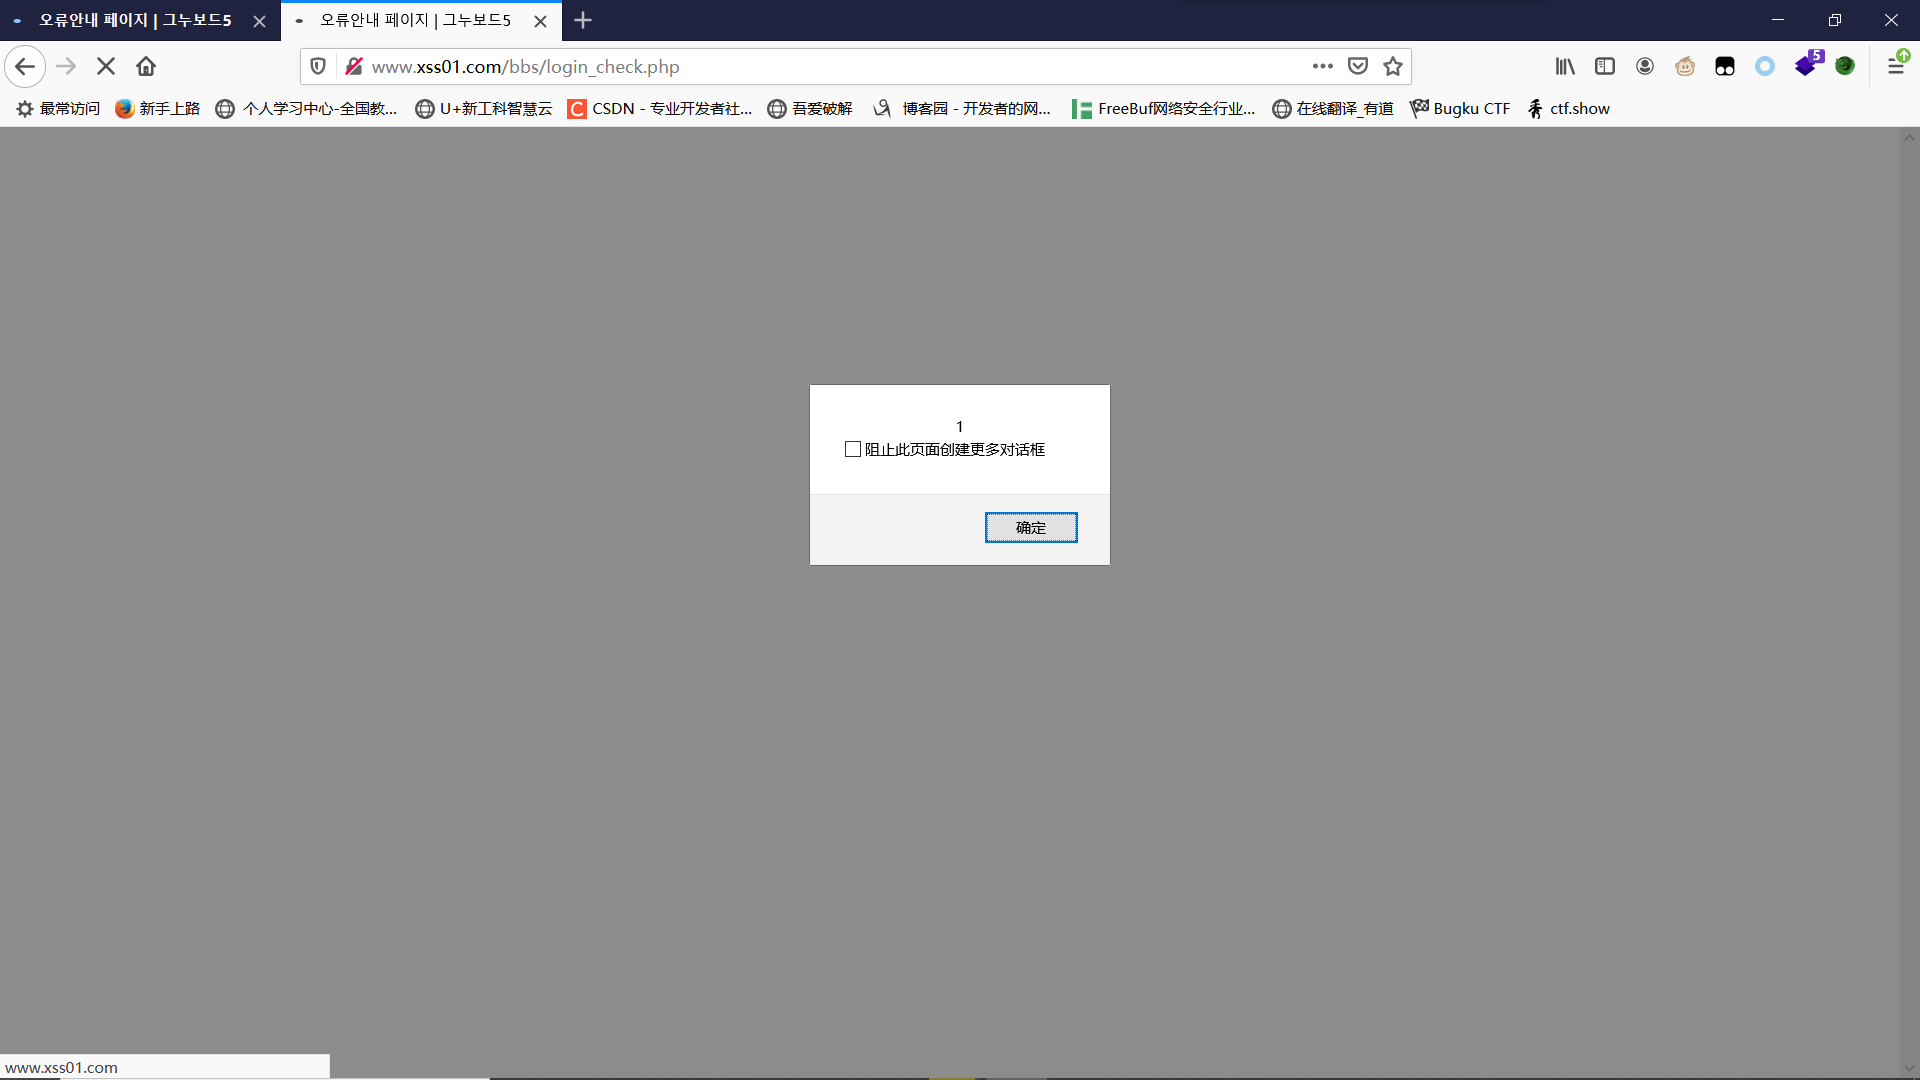 오류안내 페이지 | 그누보드5
오류안내 페이지 | 그누보드5
www.xss01.com/bbs/login_check.php
5
最常访问
新手上路
个人学习中心-全国教...
U+新工科智慧云
CSDN - 专业开发者社...
吾爱破解
博客园 - 开发者的网...
FreeBuf网络安全行业...
在线翻译_有道
Bugku CTF
ctf.show
1
阻止此页面创建更多对话框
确定
www.xss01.com